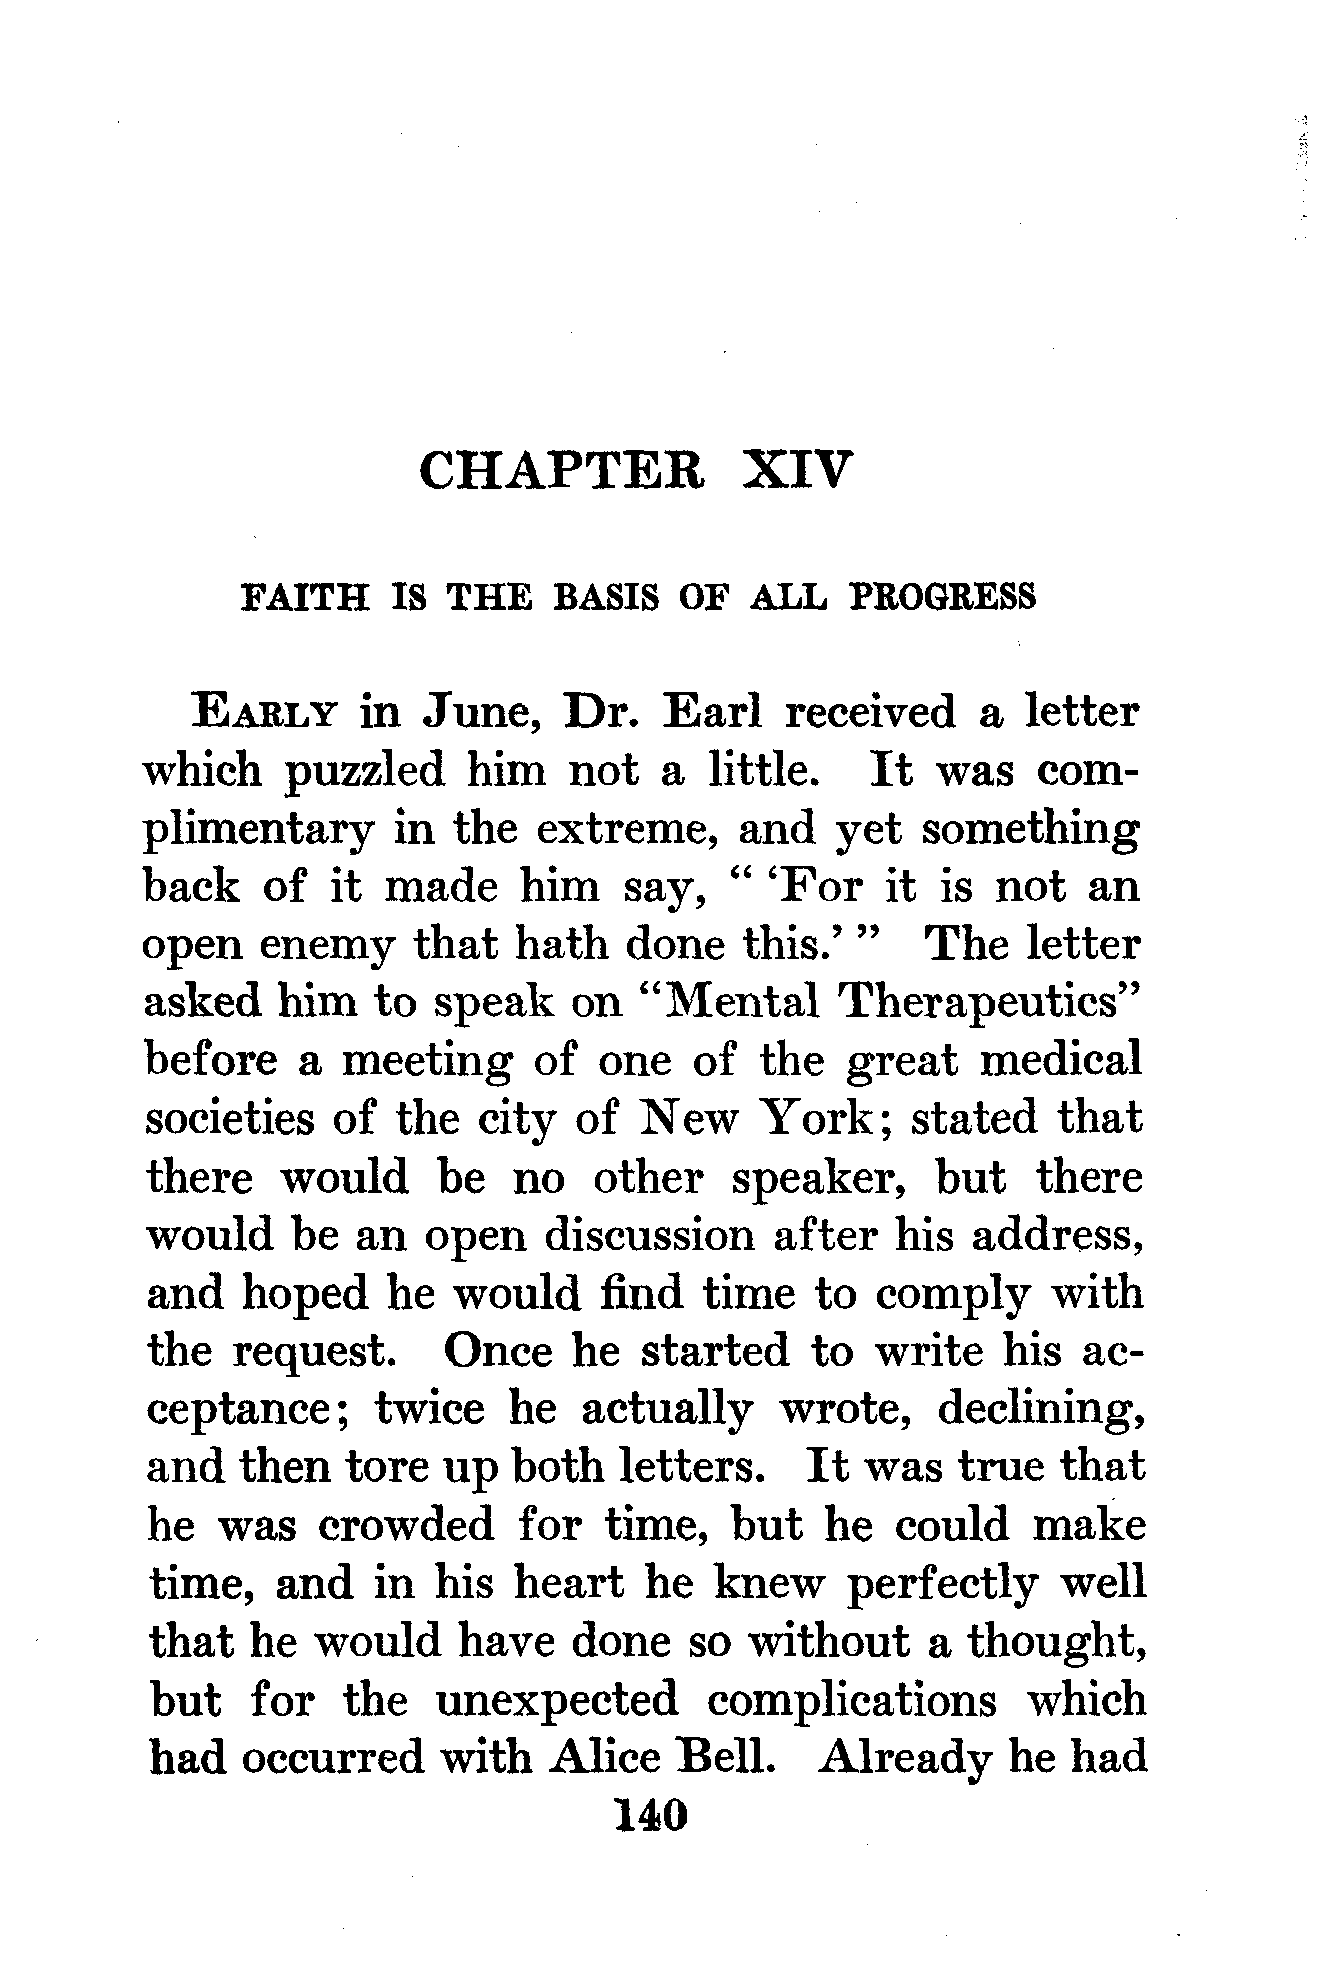 CHAPTER XIV
FAITH IS THE BASIS OF ALL PROGRESS
EARLY in June, Dr. Earl received a letter
which puzzled him not a little. It was com-
plimentary in the extreme, and yet something
back of it made him say, “ ‘For it is not an
open enemy that hath done this.’ ” The letter
asked him to speak on “Mental Therapeutics”
before a meeting of one of the great medical
societies of the city of New York; stated that
there would be no other speaker, but there
would be an open discussion after his address,
and hoped he would find time to comply with
the request. Once he started to write his ac-
ceptance; twice he actually wrote, declining,
and then tore up both letters. It was true that
he was crowded for time, but he could make
time, and in his heart he knew perfectly well
that he would have done so without a thought,
but for the unexpected complications which
had occurred with Alice Bell. Already he had
140